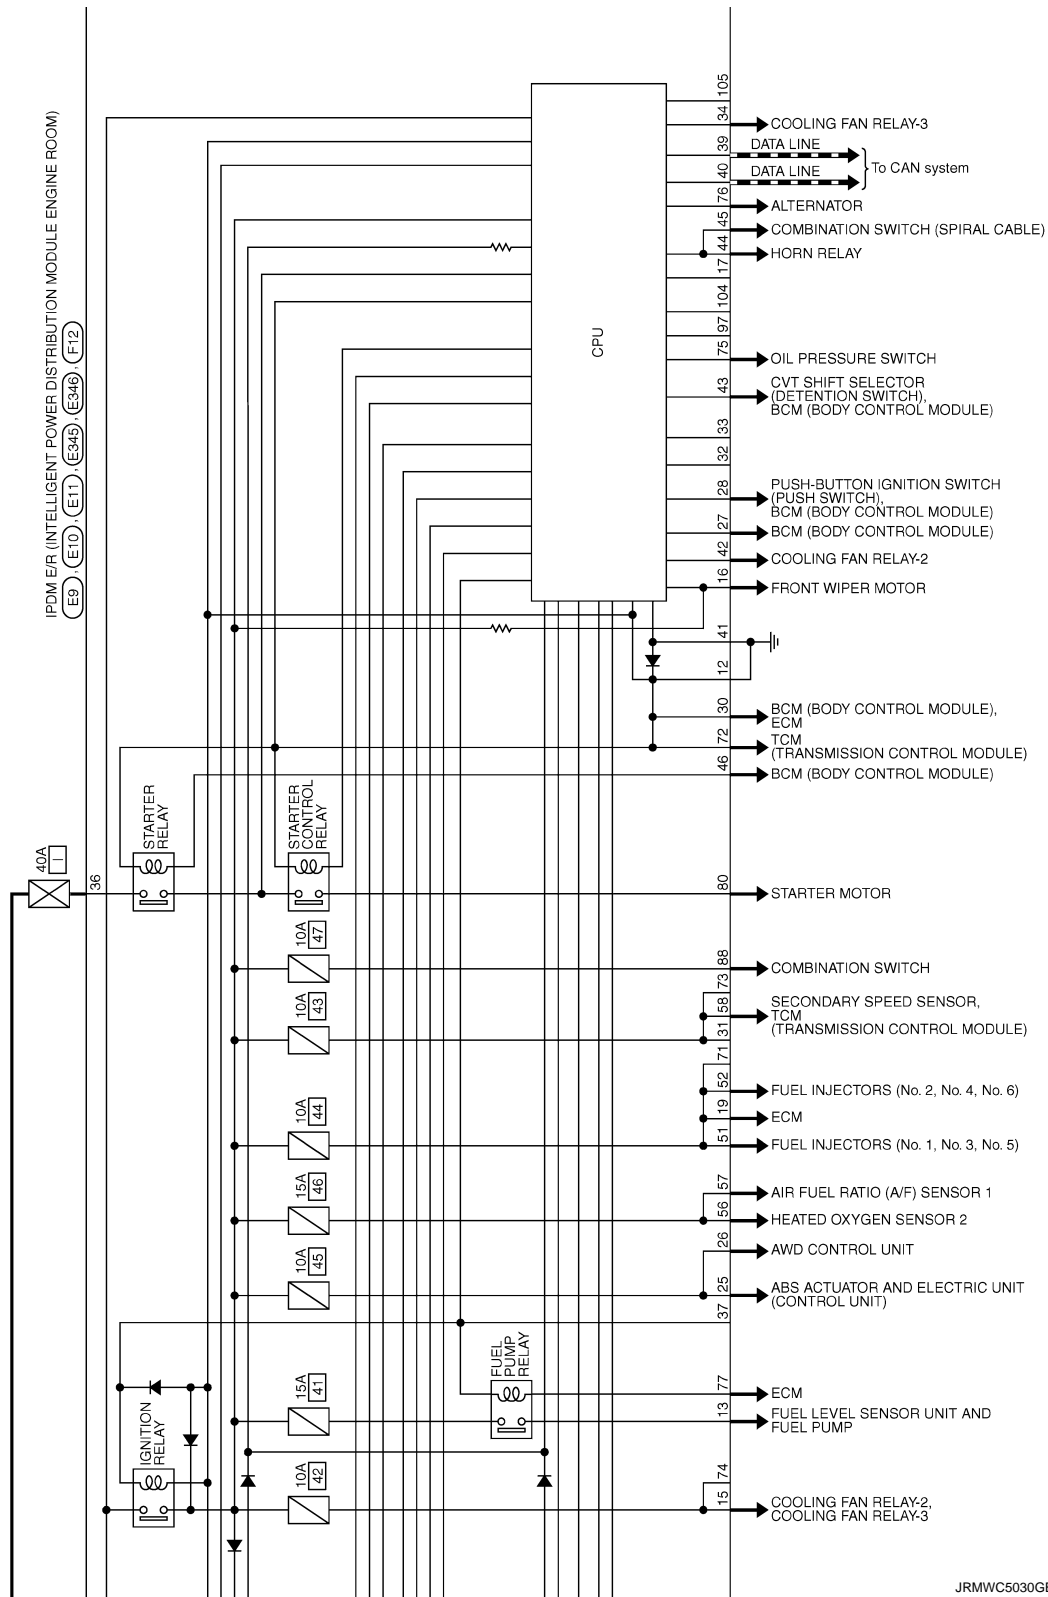 IPDM E/R (INTELLIGENT POWER DISTRIBUTION MODULE ENGINE ROOM)
E9 , E10 , E11 , E345 , E346 , F12
CPU
105
34
COOLING FAN RELAY-3
39
DATA LINE
40
DATA LINE
To CAN system
76
ALTERNATOR
45
COMBINATION SWITCH (SPIRAL CABLE)
44
HORN RELAY
17
104
97
75
OIL PRESSURE SWITCH
43
CVT SHIFT SELECTOR
(DETENTION SWITCH),
BCM (BODY CONTROL MODULE)
33
32
28
PUSH-BUTTON IGNITION SWITCH
(PUSH SWITCH),
BCM (BODY CONTROL MODULE)
27
BCM (BODY CONTROL MODULE)
42
COOLING FAN RELAY-2
16
FRONT WIPER MOTOR
41
12
30
BCM (BODY CONTROL MODULE),
ECM
72
TCM
(TRANSMISSION CONTROL MODULE)
46
BCM (BODY CONTROL MODULE)
STARTER
RELAY
STARTER
CONTROL
RELAY
40A
I
36
80
STARTER MOTOR
10A
47
88
COMBINATION SWITCH
10A
43
73
58
31
SECONDARY SPEED SENSOR,
TCM
(TRANSMISSION CONTROL MODULE)
71
52
FUEL INJECTORS (No. 2, No. 4, No. 6)
19
ECM
10A
44
51
FUEL INJECTORS (No. 1, No. 3, No. 5)
57
AIR FUEL RATIO (A/F) SENSOR 1
15A
46
56
HEATED OXYGEN SENSOR 2
26
AWD CONTROL UNIT
10A
45
25
ABS ACTUATOR AND ELECTRIC UNIT
(CONTROL UNIT)
37
FUEL
PUMP
RELAY
77
ECM
15A
41
13
FUEL LEVEL SENSOR UNIT AND
FUEL PUMP
IGNITION
RELAY
10A
42
74
15
COOLING FAN RELAY-2,
COOLING FAN RELAY-3